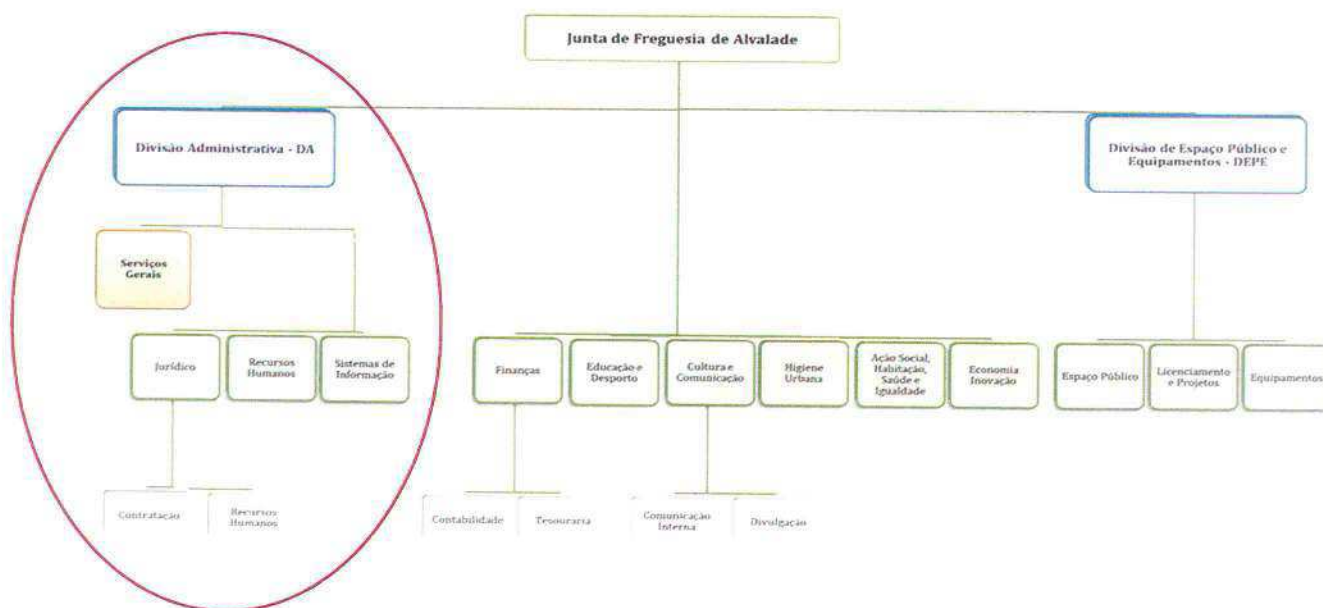 Junta de Freguesia de Alvalade
Divisão Administrativa - DA
Divisão de Espaço Público e
Equipamentos - DEPE
Serviços
Gerais
Jurídico
Recursos
Humanos
Sistemas de
Informação
Finanças
Educação e
Desporto
Cultura e
Comunicação
Higiene
Urbana
Ação Social,
Habitação,
Saúde e
Igualdade
Economia
Inovação
Espaço Público
Licenciamento
e Projetos
Equipamentos
Contratação
Recursos
Humanos
Contabilidade
Tesouraria
Comunicação
Interna
Divulgação